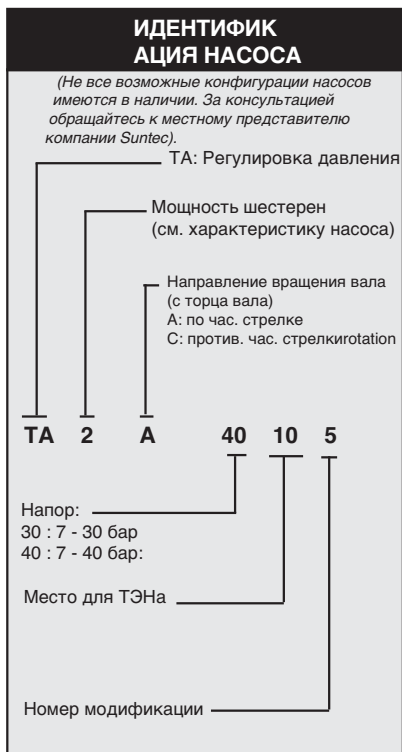 ИДЕНТИФИК
АЦИЯ НАСОСА
(Не все возможные конфигурации насосов
имеются в наличии. За консультацией
обращайтесь к местному представителю
компании Suntec).
ТА: Регулировка давления
Мощность шестерен
(см. характеристику насоса)
Направление вращения вала
(с торца вала)
А: по час. стрелке
С: против. час. стрелкиrotation
TA 2 A 40 10 5
Напор:
30 : 7 - 30 бар
40 : 7 - 40 бар:
Место для ТЭНа
Номер модификации